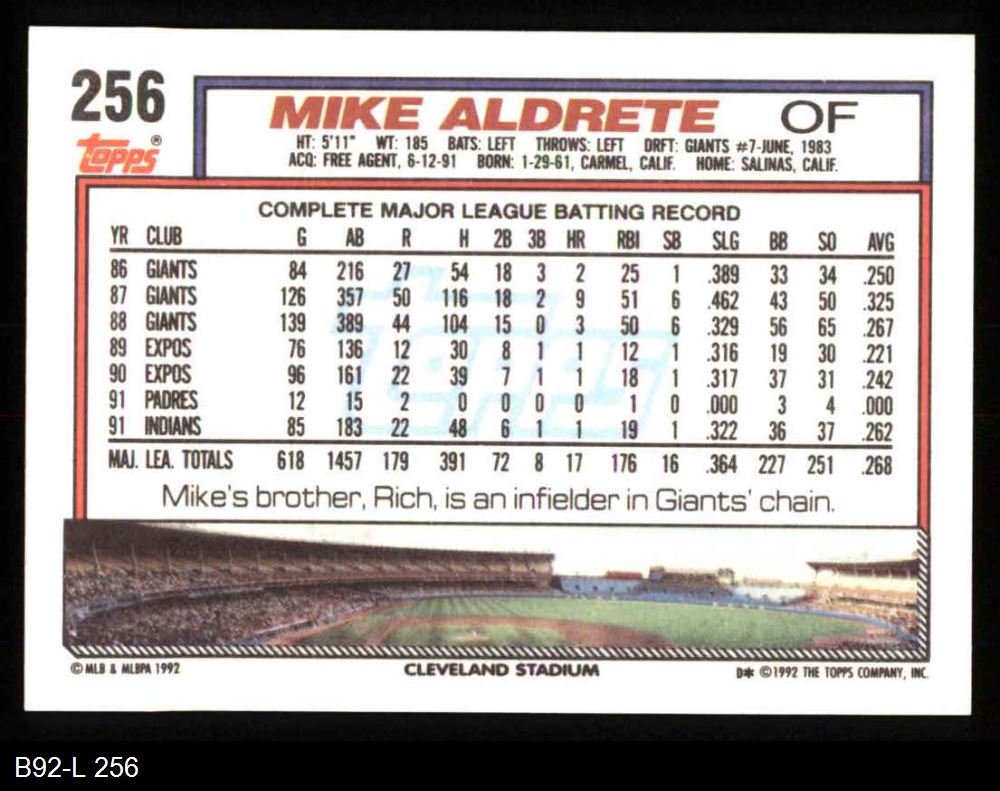 256
topps®
MIKE ALDRETE OF
HT: 5'11" WT: 185 BATS: LEFT THROWS: LEFT DRFT: GIANTS #7-JUNE, 1983
ACQ: FREE AGENT, 6-12-91 BORN: 1-29-61, CARMEL, CALIF. HOME: SALINAS, CALIF.
COMPLETE MAJOR LEAGUE BATTING RECORD
YR CLUB G AB R H 2B 3B HR RBI SB SLG BB SO AVG
86 GIANTS 84 216 27 54 18 3 2 25 1 .389 33 34 .250
87 GIANTS 126 357 50 116 18 2 9 51 6 .462 43 50 .325
88 GIANTS 139 389 44 104 15 0 3 50 6 .329 56 65 .267
89 EXPOS 76 136 12 30 8 1 1 12 1 .316 19 30 .221
90 EXPOS 96 161 22 39 7 1 1 18 1 .317 37 31 .242
91 PADRES 12 15 2 0 0 0 0 1 0 .000 3 4 .000
91 INDIANS 85 183 22 48 6 1 1 19 1 .322 36 37 .262
MAJ. LEA. TOTALS 618 1457 179 391 72 8 17 176 16 .364 227 251 .268
Topps
Mike's brother, Rich, is an infielder in Giants' chain.
© MLB & MLBPA 1992 CLEVELAND STADIUM D* ©1992 THE TOPPS COMPANY, INC.
B92-L 256